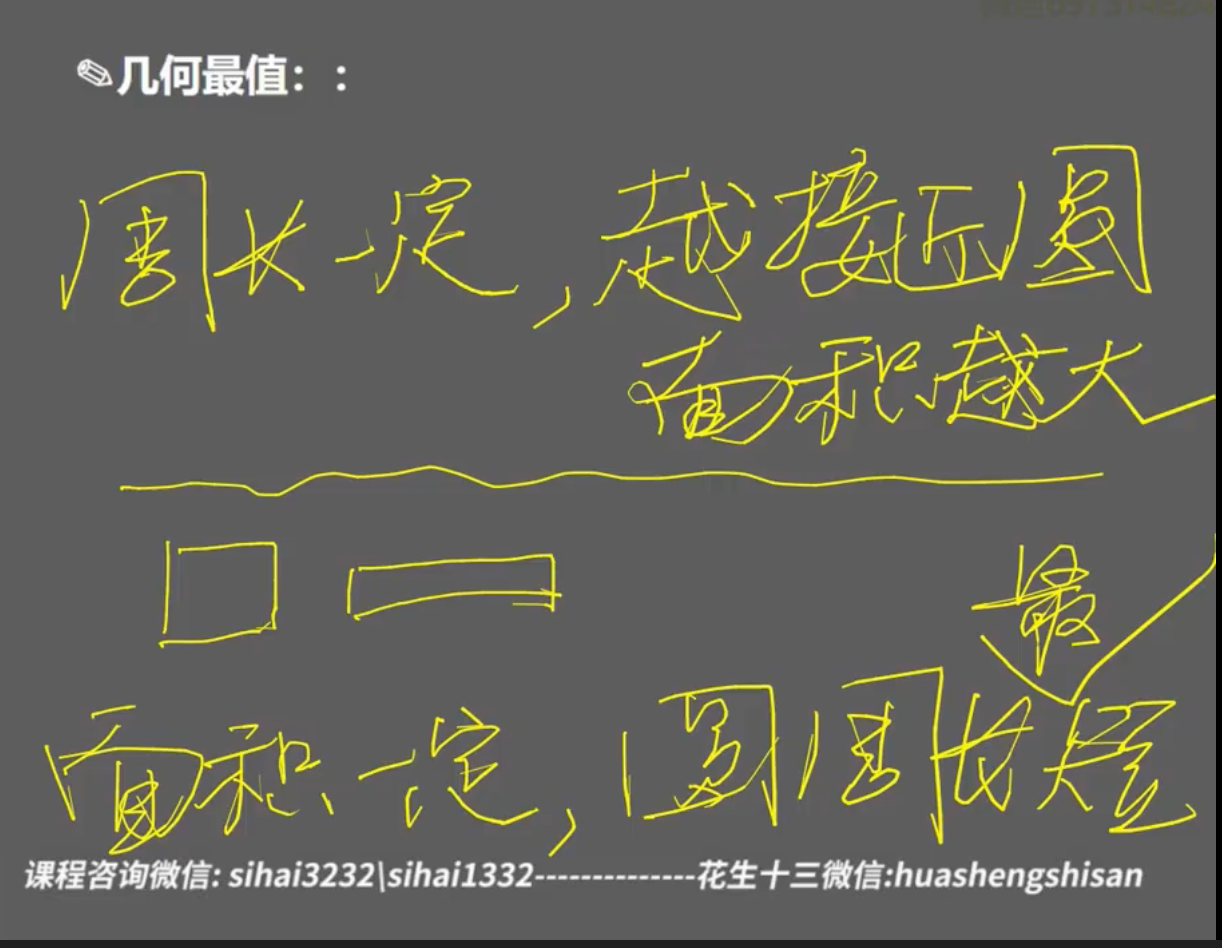 几何最值：：
周长一定，越接近圆
面积越大
最
面积一定，圆周长短
课程咨询微信: sihai3232\sihai1332--------------花生十三微信:huashengshisan